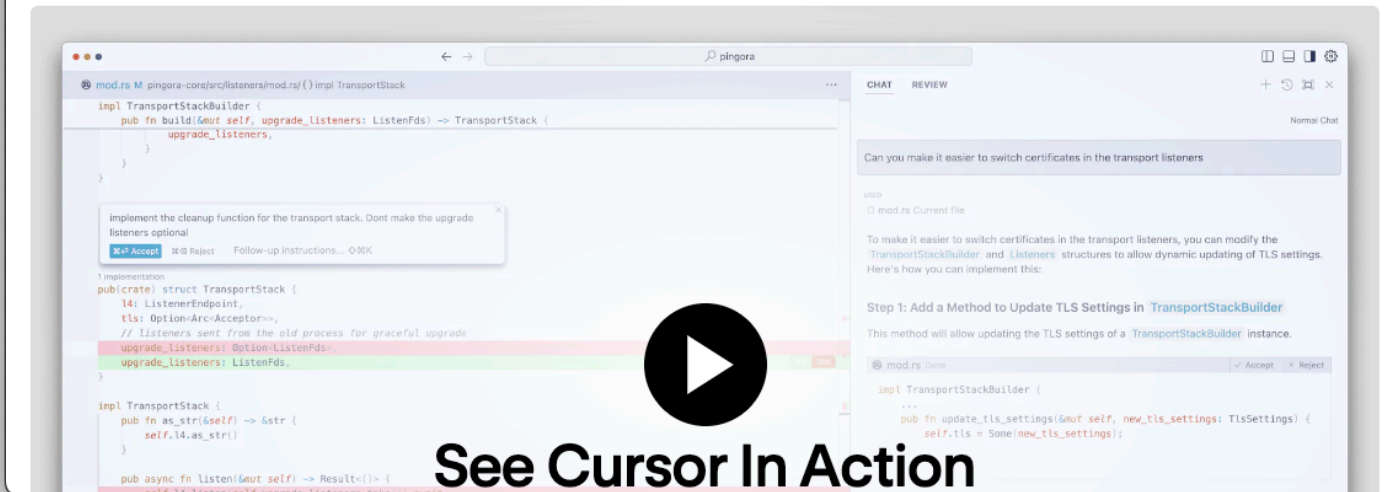 pingora
mod.rs M pingora-core/src/listeners/mod.rs/ {} impl TransportStack
...
impl TransportStackBuilder {
pub fn build(&mut self, upgrade_listeners: ListenFds) -> TransportStack {
upgrade_listeners,
}
}
}
implement the cleanup function for the transport stack. Dont make the upgrade
listeners optional
⌘⏎ Accept ⌘⌫ Reject Follow-up instructions... ⇧⌘K
1 implementation
pub(crate) struct TransportStack {
l4: ListenerEndpoint,
tls: Option<Arc<Acceptor>>,
// listeners sent from the old process for graceful upgrade
upgrade_listeners: Option<ListenFds>,
upgrade_listeners: ListenFds,
}
impl TransportStack {
pub fn as_str(&self) -> &str {
self.l4.as_str()
}
pub async fn listen(&mut self) -> Result<()> {
CHAT REVIEW
Normal Chat
Can you make it easier to switch certificates in the transport listeners
USED
mod.rs Current file
To make it easier to switch certificates in the transport listeners, you can modify the
TransportStackBuilder and Listeners structures to allow dynamic updating of TLS settings.
Here's how you can implement this:
Step 1: Add a Method to Update TLS Settings in TransportStackBuilder
This method will allow updating the TLS settings of a TransportStackBuilder instance.
mod.rs Done ✓ Accept × Reject
impl TransportStackBuilder {
...
pub fn update_tls_settings(&mut self, new_tls_settings: TlsSettings) {
self.tls = Some(new_tls_settings);
See Cursor In Action